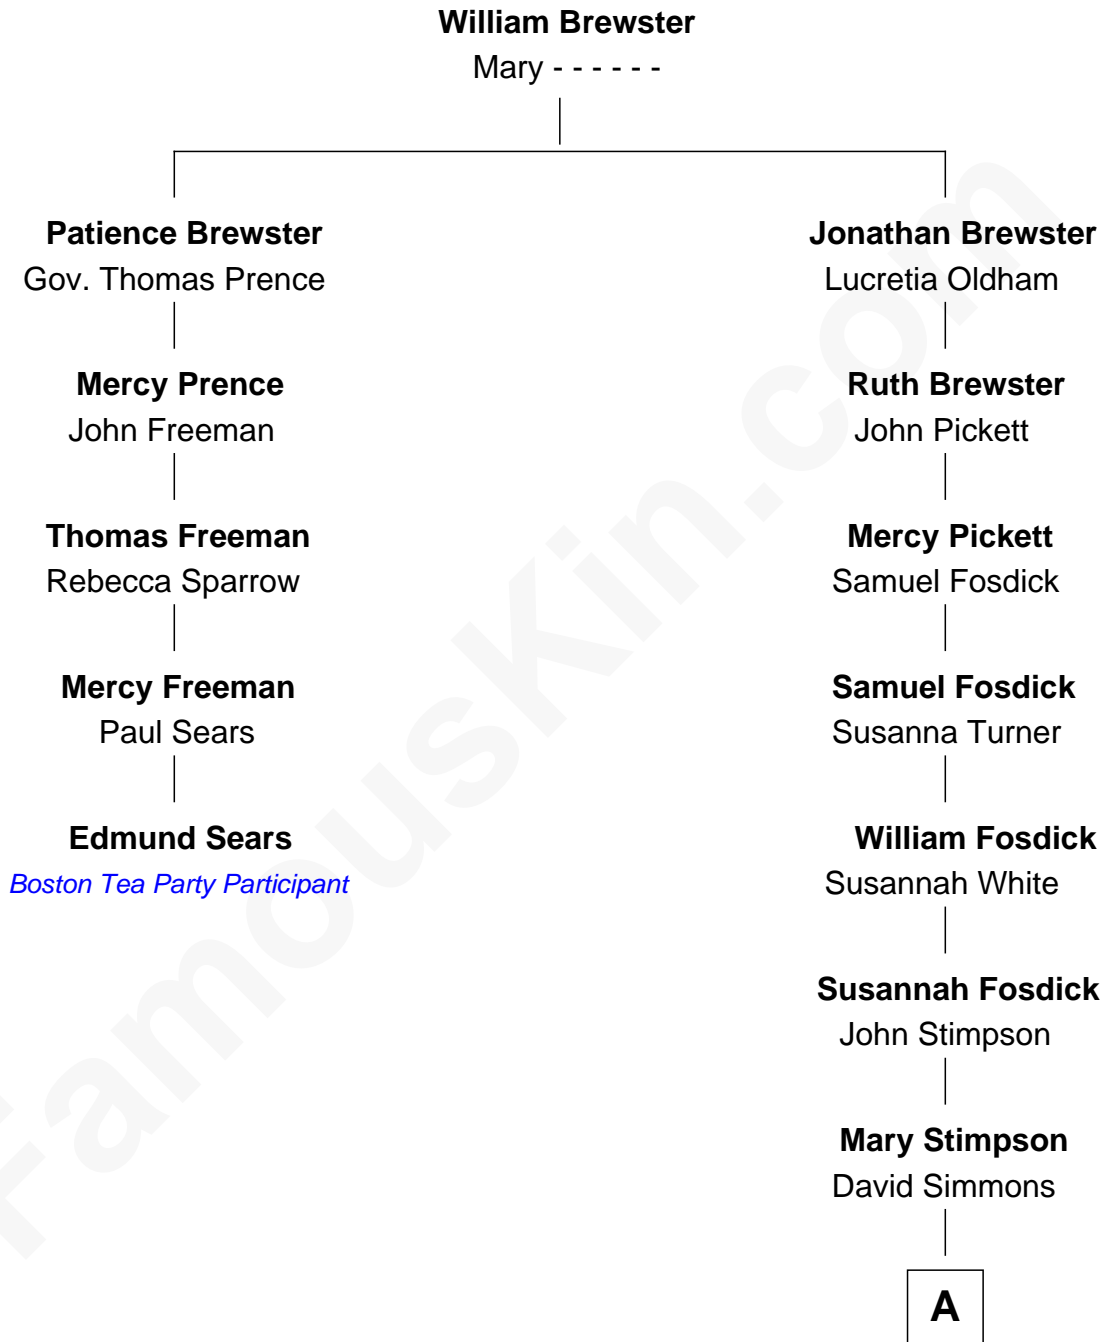 William Brewster
Mary - - - - - -
Patience Brewster
Gov. Thomas Prence
Jonathan Brewster
Lucretia Oldham
Mercy Prence
John Freeman
Ruth Brewster
John Pickett
Thomas Freeman
Rebecca Sparrow
Mercy Pickett
Samuel Fosdick
Mercy Freeman
Paul Sears
Samuel Fosdick
Susanna Turner
Edmund Sears
Boston Tea Party Participant
William Fosdick
Susannah White
Susannah Fosdick
John Stimpson
Mary Stimpson
David Simmons
A
FamousKin.com